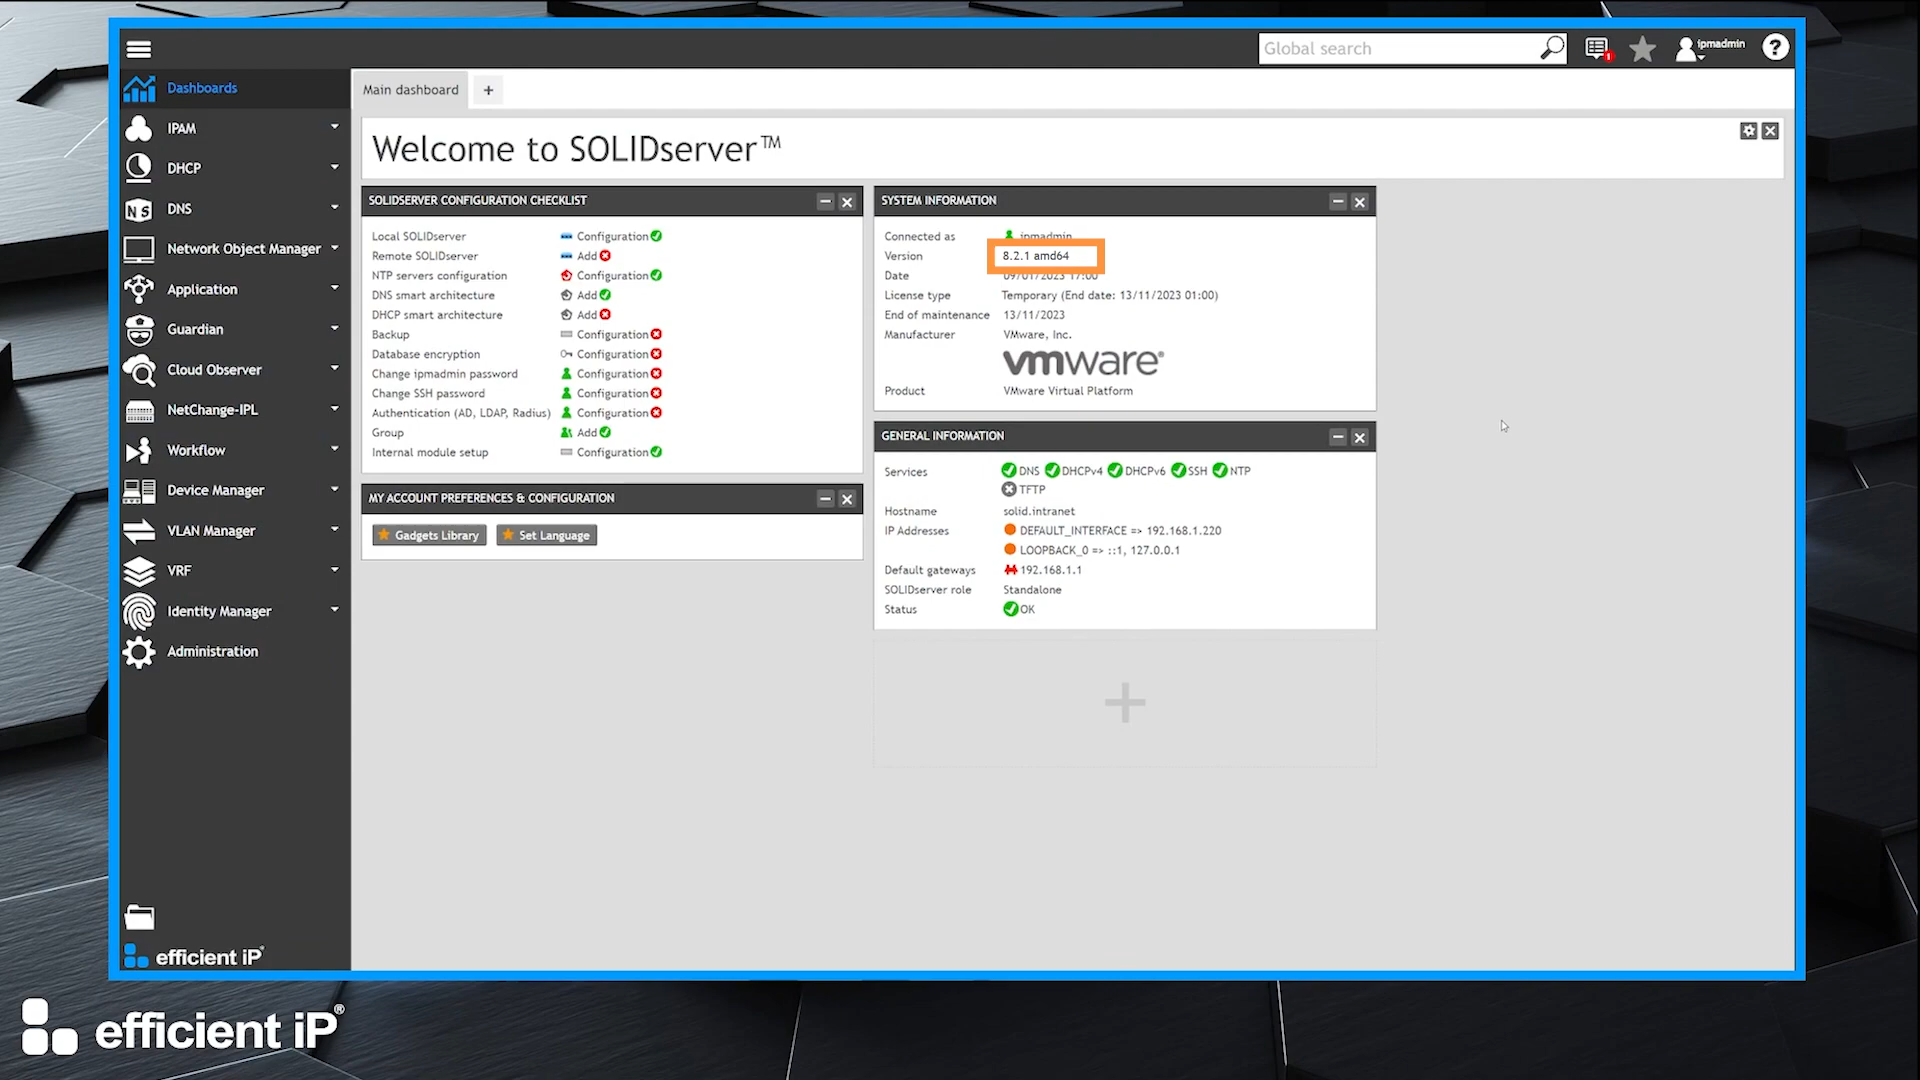 Global search
ipmadmin
Dashboards
IPAM
DHCP
NS DNS
Network Object Manager
Application
Guardian
Cloud Observer
NetChange-IPL
Workflow
Device Manager
VLAN Manager
VRF
Identity Manager
Administration
efficient iP®
Main dashboard +
Welcome to SOLIDserver™
SOLIDSERVER CONFIGURATION CHECKLIST
Local SOLIDserver Configuration
Remote SOLIDserver Add
NTP servers configuration Configuration
DNS smart architecture Add
DHCP smart architecture Add
Backup Configuration
Database encryption Configuration
Change ipmadmin password Configuration
Change SSH password Configuration
Authentication (AD, LDAP, Radius) Configuration
Group Add
Internal module setup Configuration
MY ACCOUNT PREFERENCES & CONFIGURATION
Gadgets Library Set Language
SYSTEM INFORMATION
Connected as ipmadmin
Version 8.2.1 amd64
Date 09/01/2023 17:00
License type Temporary (End date: 13/11/2023 01:00)
End of maintenance 13/11/2023
Manufacturer VMware, Inc.
vmware®
Product VMware Virtual Platform
GENERAL INFORMATION
Services DNS DHCPv4 DHCPv6 SSH NTP
TFTP
Hostname solid.intranet
IP Addresses DEFAULT_INTERFACE => 192.168.1.220
LOOPBACK_0 => ::1, 127.0.0.1
Default gateways 192.168.1.1
SOLIDserver role Standalone
Status OK
efficient iP®